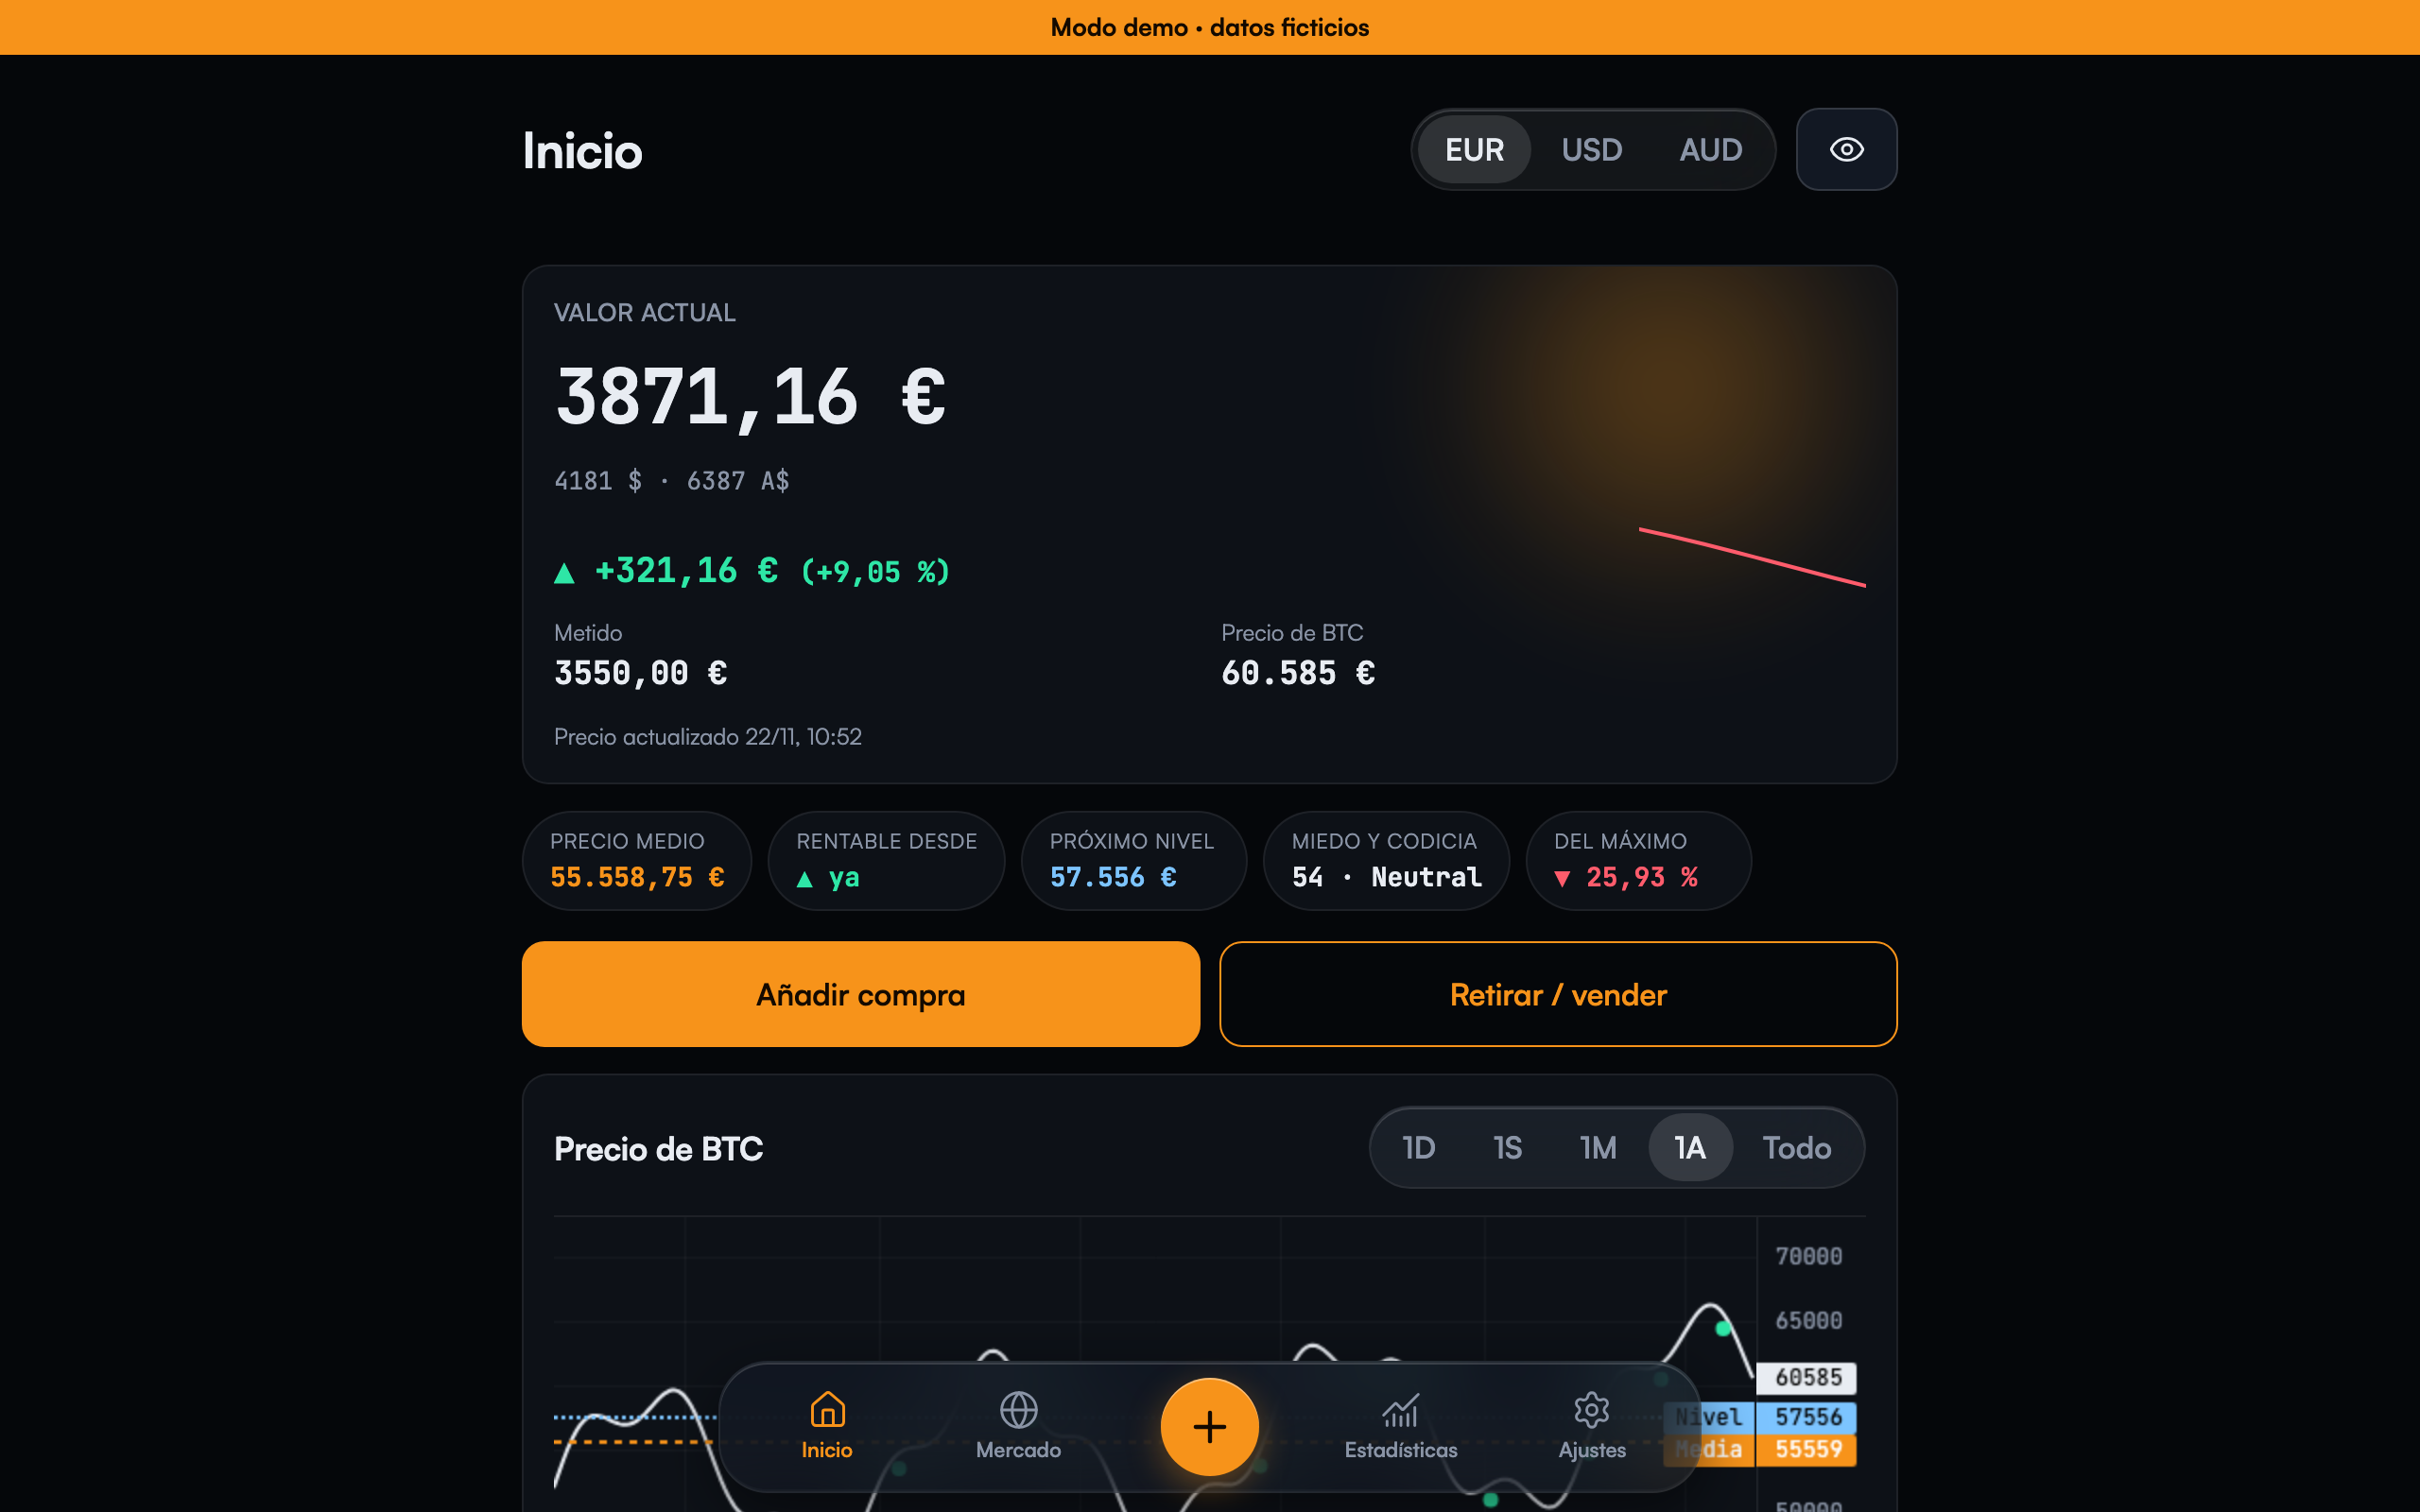 Modo demo · datos ficticios
Inicio
EUR USD AUD
VALOR ACTUAL
3871,16 €
4181 $ · 6387 A$
▲ +321,16 € (+9,05 %)
Metido
3550,00 €
Precio de BTC
60.585 €
Precio actualizado 22/11, 10:52
PRECIO MEDIO
55.558,75 €
RENTABLE DESDE
▲ ya
PRÓXIMO NIVEL
57.556 €
MIEDO Y CODICIA
54 · Neutral
DEL MÁXIMO
▼ 25,93 %
Añadir compra
Retirar / vender
Precio de BTC
1D 1S 1M 1A Todo
70000
65000
60585
Nivel 57556
Media 55559
50000
Inicio
Mercado
+
Estadísticas
Ajustes